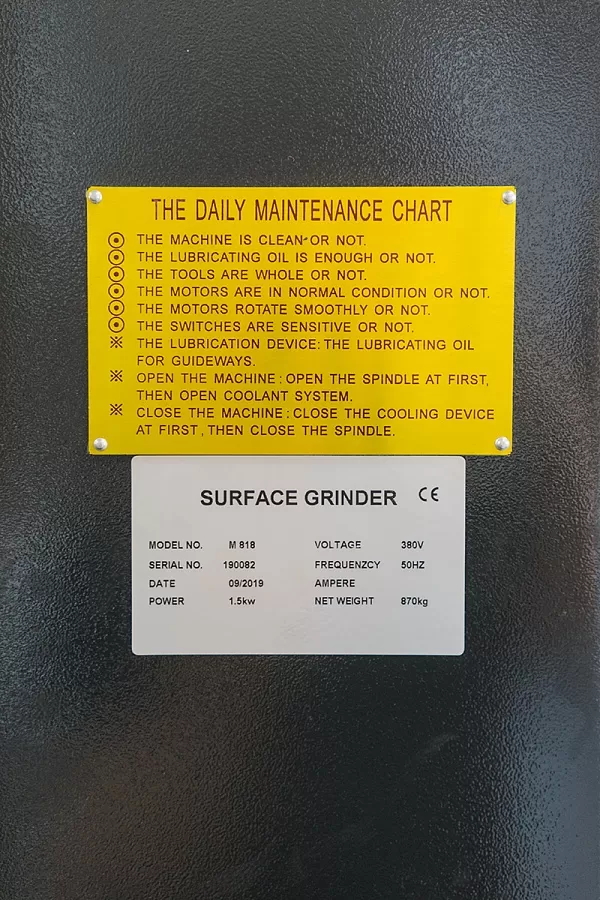 THE DAILY MAINTENANCE CHART
⦿ THE MACHINE IS CLEAN OR NOT.
⦿ THE LUBRICATING OIL IS ENOUGH OR NOT.
⦿ THE TOOLS ARE WHOLE OR NOT.
⦿ THE MOTORS ARE IN NORMAL CONDITION OR NOT.
⦿ THE MOTORS ROTATE SMOOTHLY OR NOT.
⦿ THE SWITCHES ARE SENSITIVE OR NOT.
※ THE LUBRICATION DEVICE: THE LUBRICATING OIL
FOR GUIDEWAYS.
※ OPEN THE MACHINE: OPEN THE SPINDLE AT FIRST,
THEN OPEN COOLANT SYSTEM.
※ CLOSE THE MACHINE: CLOSE THE COOLING DEVICE
AT FIRST, THEN CLOSE THE SPINDLE.
SURFACE GRINDER CE
MODEL NO. M 818 VOLTAGE 380V
SERIAL NO. 190082 FREQUENZCY 50HZ
DATE 09/2019 AMPERE
POWER 1.5kw NET WEIGHT 870kg